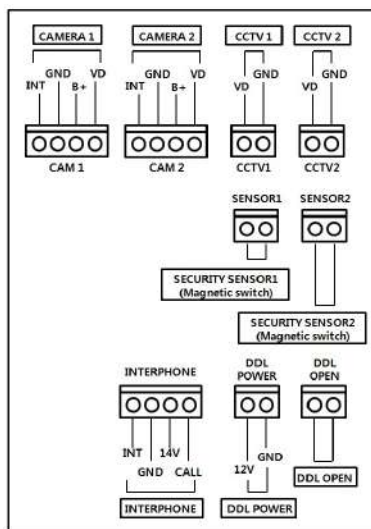 CAMERA 1
CAMERA 2
CCTV 1
CCTV 2
INT
GND
B+
VD
INT
GND
B+
VD
VD
GND
VD
GND
CAM 1
CAM 2
CCTV1
CCTV2
SENSOR1
SENSOR2
SECURITY SENSOR1
(Magnetic switch)
SECURITY SENSOR2
(Magnetic switch)
INTERPHONE
DDL
POWER
DDL
OPEN
INT
GND
14V
CALL
12V
GND
DDL OPEN
INTERPHONE
DDL POWER